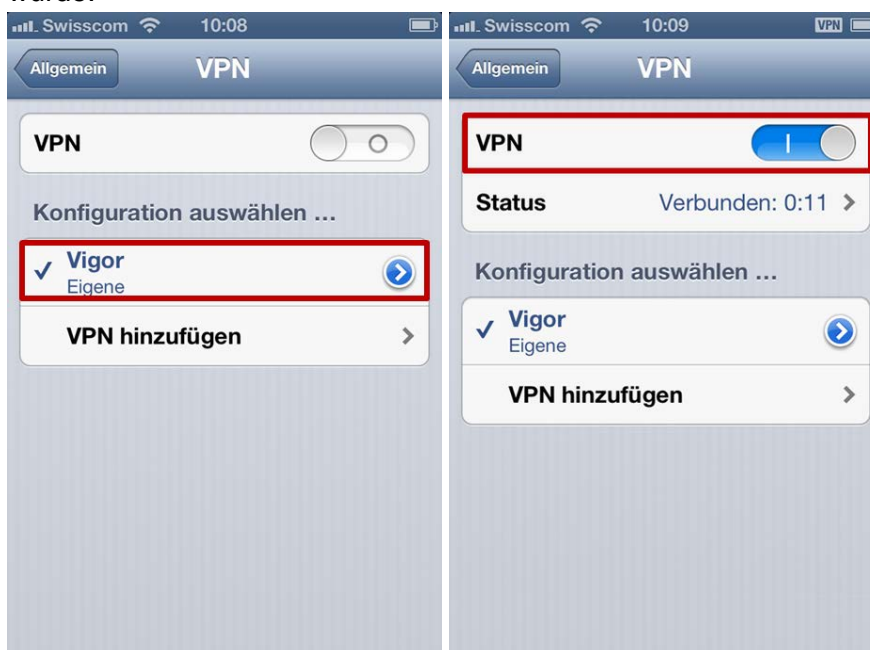 Swisscom 10:08
Allgemein VPN
VPN
Konfiguration auswählen ...
Vigor
Eigene
VPN hinzufügen
Swisscom 10:09 VPN
Allgemein VPN
VPN
Status Verbunden: 0:11
Konfiguration auswählen ...
Vigor
Eigene
VPN hinzufügen